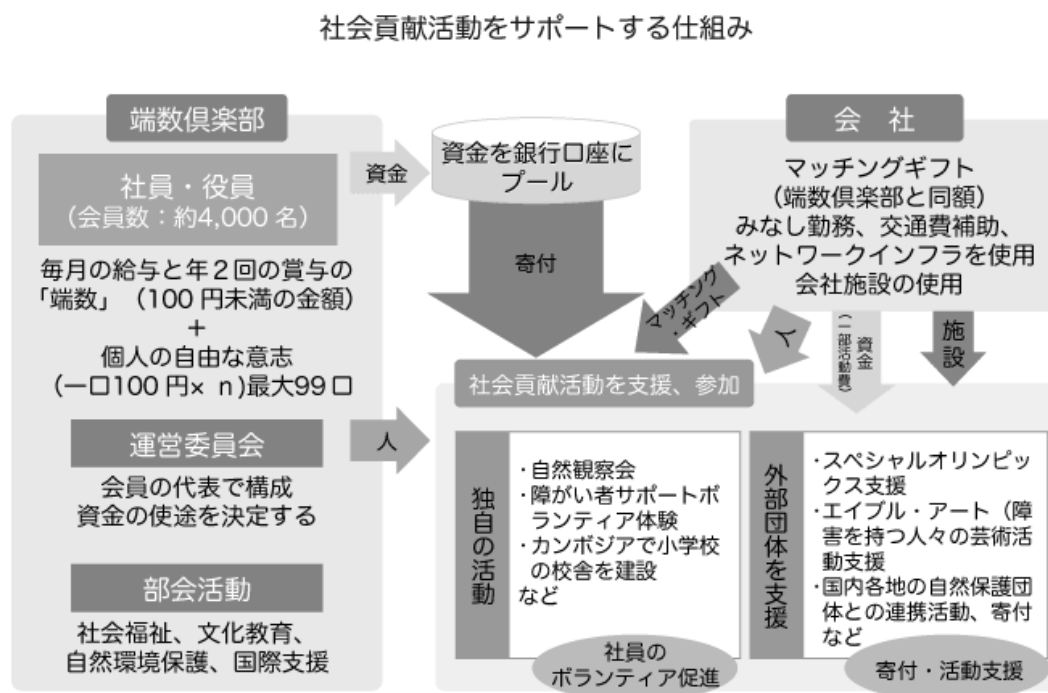 社会貢献活動をサポートする仕組み
端数倶楽部
社員・役員
（会員数：約4,000 名）
毎月の給与と年２回の賞与の
「端数」（100 円未満の金額）
+
個人の自由な意志
(一口100 円× n)最大99 口
運営委員会
会員の代表で構成
資金の使途を決定する
部会活動
社会福祉、文化教育、
自然環境保護、国際支援
資金
人
資金を銀行口座に
プール
寄付
会　社
マッチングギフト
（端数倶楽部と同額）
みなし勤務、交通費補助、
ネットワークインフラを使用
会社施設の使用
マッチング
・ギフト
人
資金
（一部活動費）
施設
社会貢献活動を支援、参加
独自の活動
・自然観察会
・障がい者サポートボ
ランティア体験
・カンボジアで小学校
の校舎を建設
など
社員の
ボランティア促進
外部団体を支援
・スペシャルオリンピッ
クス支援
・エイブル・アート（障
害を持つ人々の芸術活
動支援
・国内各地の自然保護団
体との連携活動、寄付
など
寄付・活動支援